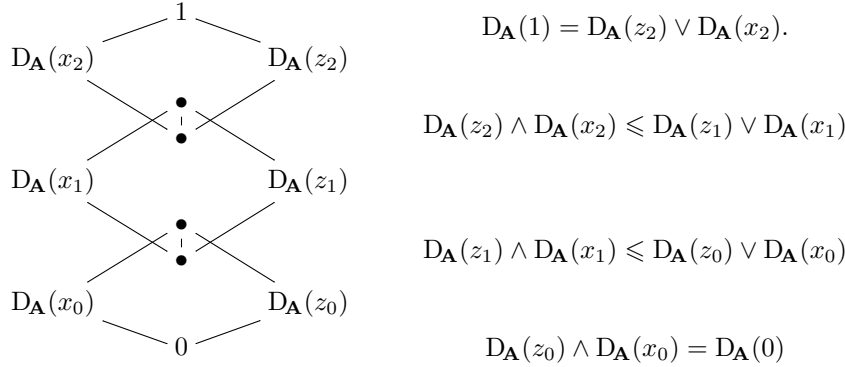 1
D_A(1) = D_A(z_2) ∨ D_A(x_2).
D_A(x_2) D_A(z_2)
D_A(z_2) ∧ D_A(x_2) ⩽ D_A(z_1) ∨ D_A(x_1)
D_A(x_1) D_A(z_1)
D_A(z_1) ∧ D_A(x_1) ⩽ D_A(z_0) ∨ D_A(x_0)
D_A(x_0) D_A(z_0)
0
D_A(z_0) ∧ D_A(x_0) = D_A(0)